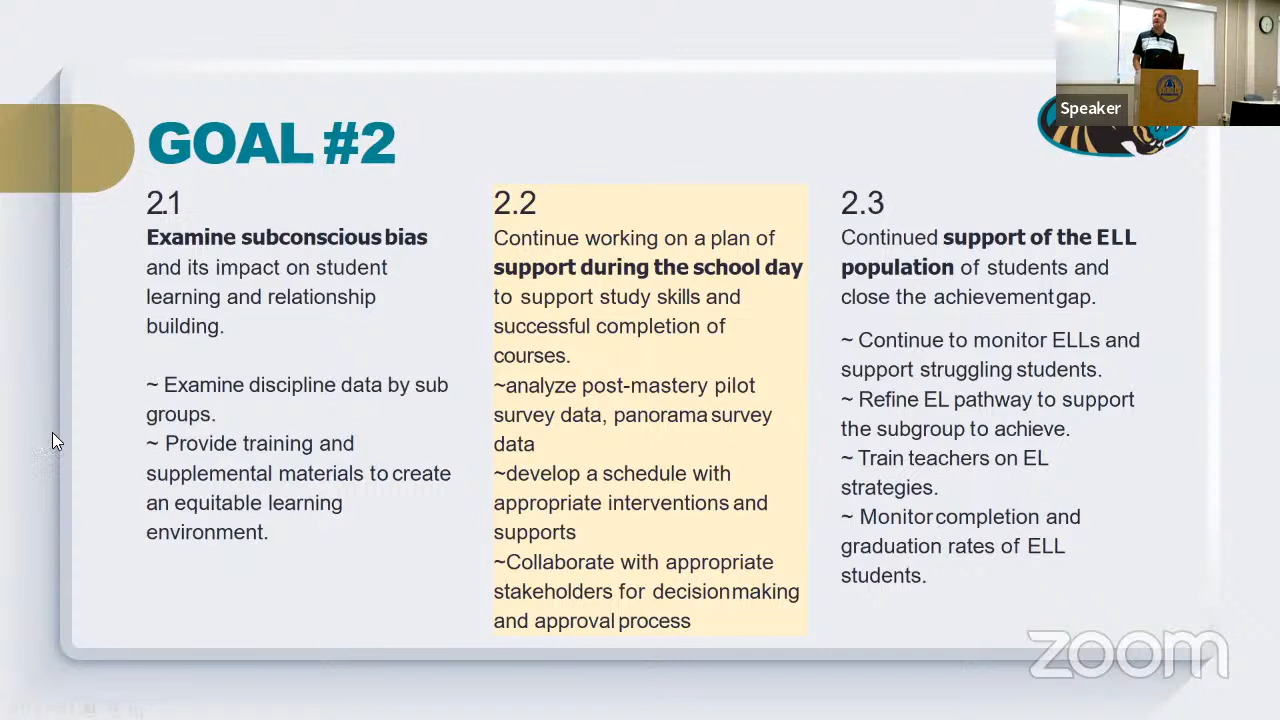 Speaker
GOAL #2
2.1
Examine subconscious bias
and its impact on student
learning and relationship
building.
~ Examine discipline data by sub
groups.
~ Provide training and
supplemental materials to create
an equitable learning
environment.
2.2
Continue working on a plan of
support during the school day
to support study skills and
successful completion of
courses.
~analyze post-mastery pilot
survey data, panorama survey
data
~develop a schedule with
appropriate interventions and
supports
~Collaborate with appropriate
stakeholders for decision making
and approval process
2.3
Continued support of the ELL
population of students and
close the achievement gap.
~ Continue to monitor ELLs and
support struggling students.
~ Refine EL pathway to support
the subgroup to achieve.
~ Train teachers on EL
strategies.
~ Monitor completion and
graduation rates of ELL
students.
zoom